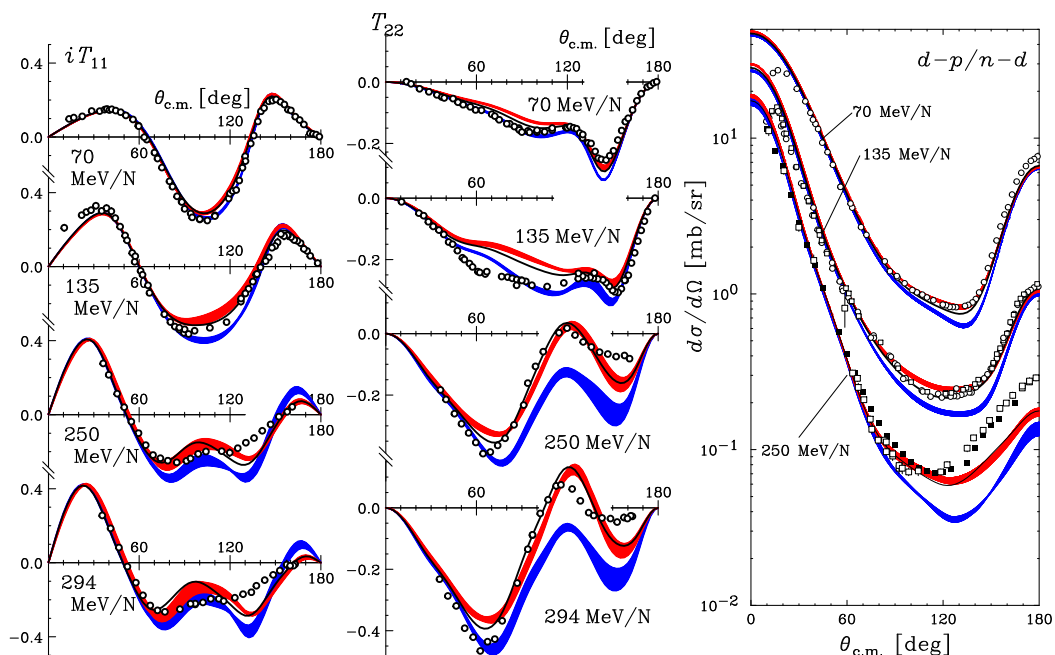 iT₁₁
0.4
θc.m. [deg]
120
0.0
60
180
70
MeV/N
0.4
120
0.0
60
180
135
MeV/N
0.4
0.0
60
120
180
250
MeV/N
0.4
60
120
0.0
180
294
MeV/N
−0.4
T₂₂
θc.m. [deg]
60
120
180
0.0
70 MeV/N
−0.2
60
180
0.0
135 MeV/N
−0.2
60
120
180
0.0
−0.2
250 MeV/N
60
180
0.0
−0.2
294 MeV/N
−0.4
dσ/dΩ [mb/sr]
d−p/n−d
70 MeV/N
10¹
135 MeV/N
10⁰
250 MeV/N
10⁻¹
10⁻²
0
60
120
180
θc.m. [deg]